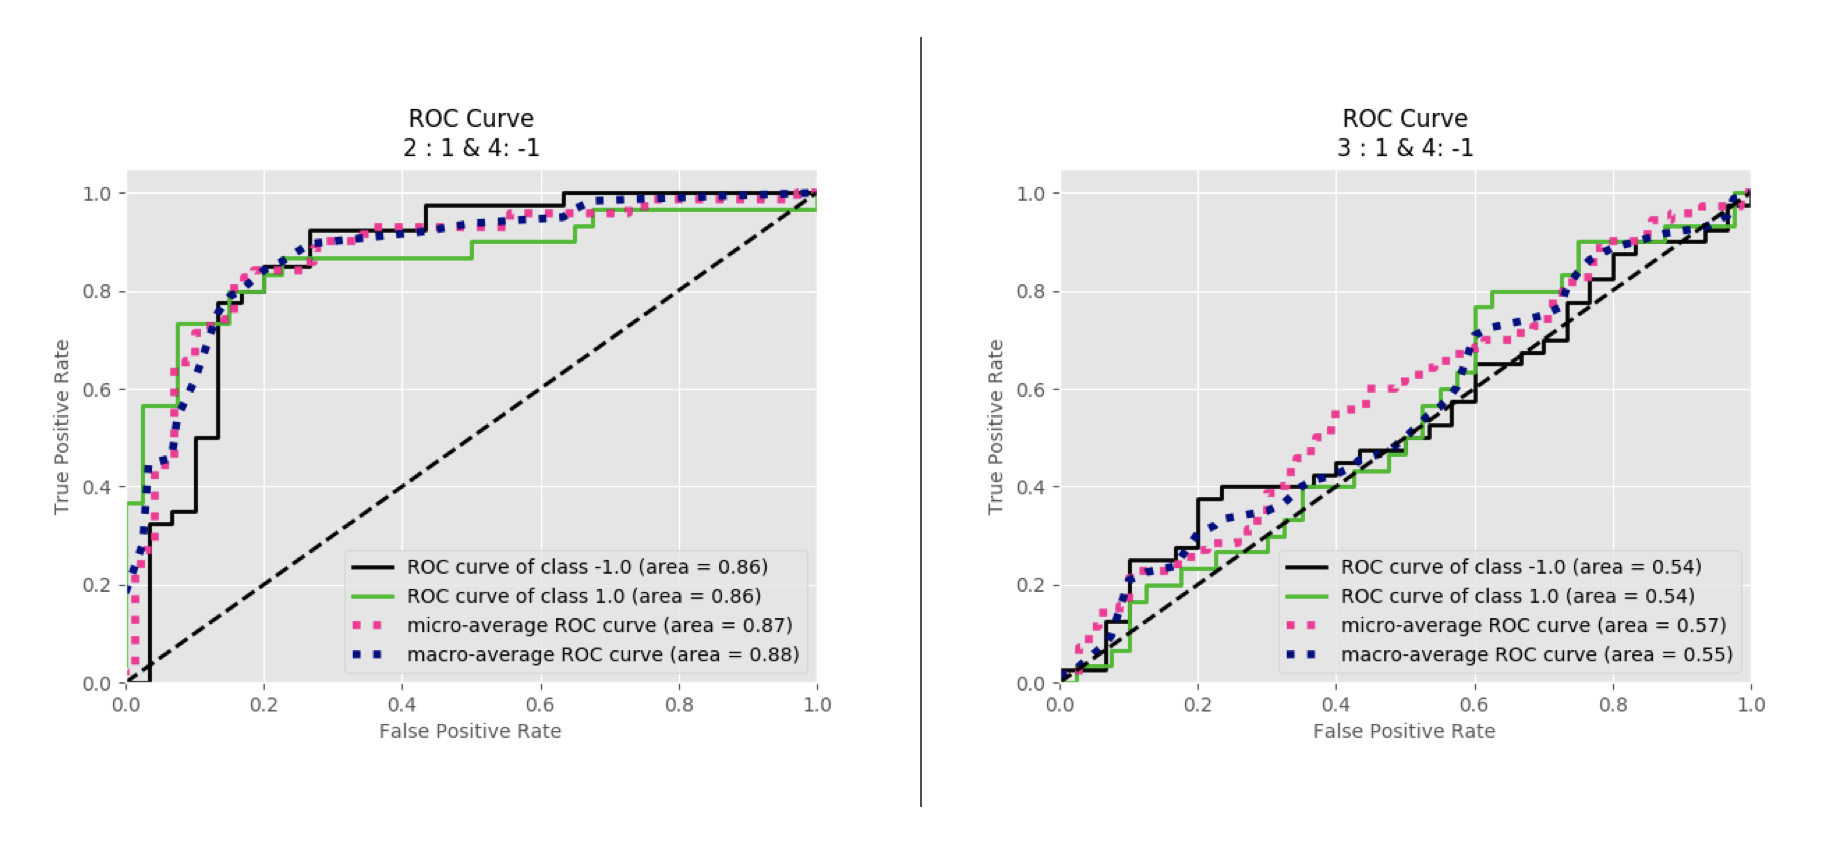 ROC Curve
2 : 1 & 4: -1
True Positive Rate
1.0
0.8
0.6
0.4
0.2
0.0
ROC curve of class -1.0 (area = 0.86)
ROC curve of class 1.0 (area = 0.86)
micro-average ROC curve (area = 0.87)
macro-average ROC curve (area = 0.88)
0.0 0.2 0.4 0.6 0.8 1.0
False Positive Rate
ROC Curve
3 : 1 & 4: -1
True Positive Rate
1.0
0.8
0.6
0.4
0.2
0.0
ROC curve of class -1.0 (area = 0.54)
ROC curve of class 1.0 (area = 0.54)
micro-average ROC curve (area = 0.57)
macro-average ROC curve (area = 0.55)
0.0 0.2 0.4 0.6 0.8 1.0
False Positive Rate